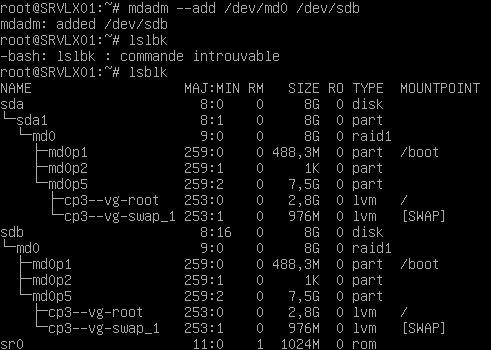 root@SRVLX01:~# mdadm --add /dev/md0 /dev/sdb
mdadm: added /dev/sdb
root@SRVLX01:~# lslbk
-bash: lslbk : commande introuvable
root@SRVLX01:~# lsblk
NAME                    MAJ:MIN RM   SIZE RO TYPE  MOUNTPOINT
sda                       8:0    0     8G  0 disk
└─sda1                    8:1    0     8G  0 part
  └─md0                   9:0    0     8G  0 raid1
    ├─md0p1             259:0    0 488,3M  0 part  /boot
    ├─md0p2             259:1    0     1K  0 part
    └─md0p5             259:2    0   7,5G  0 part
      ├─cp3--vg-root    253:0    0   2,8G  0 lvm   /
      └─cp3--vg-swap_1  253:1    0   976M  0 lvm   [SWAP]
sdb                       8:16   0     8G  0 disk
└─md0                     9:0    0     8G  0 raid1
  ├─md0p1               259:0    0 488,3M  0 part  /boot
  ├─md0p2               259:1    0     1K  0 part
  └─md0p5               259:2    0   7,5G  0 part
    ├─cp3--vg-root      253:0    0   2,8G  0 lvm   /
    └─cp3--vg-swap_1    253:1    0   976M  0 lvm   [SWAP]
sr0                      11:0    1  1024M  0 rom